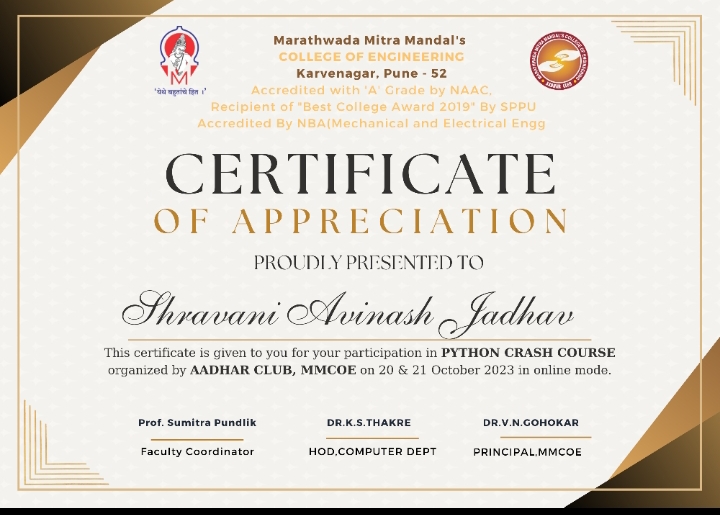 Marathwada Mitra Mandal's
COLLEGE OF ENGINEERING
Karvenagar, Pune - 52
Accredited with 'A' Grade by NAAC,
Recipient of "Best College Award 2019" By SPPU
Accredited By NBA(Mechanical and Electrical Engg
M
'येथे बहुतांचे हित ।'
CERTIFICATE
OF APPRECIATION
PROUDLY PRESENTED TO
Shravani Avinash Jadhav
This certificate is given to you for your participation in PYTHON CRASH COURSE
organized by AADHAR CLUB, MMCOE on 20 & 21 October 2023 in online mode.
Prof. Sumitra Pundlik
Faculty Coordinator
DR.K.S.THAKRE
HOD,COMPUTER DEPT
DR.V.N.GOHOKAR
PRINCIPAL,MMCOE